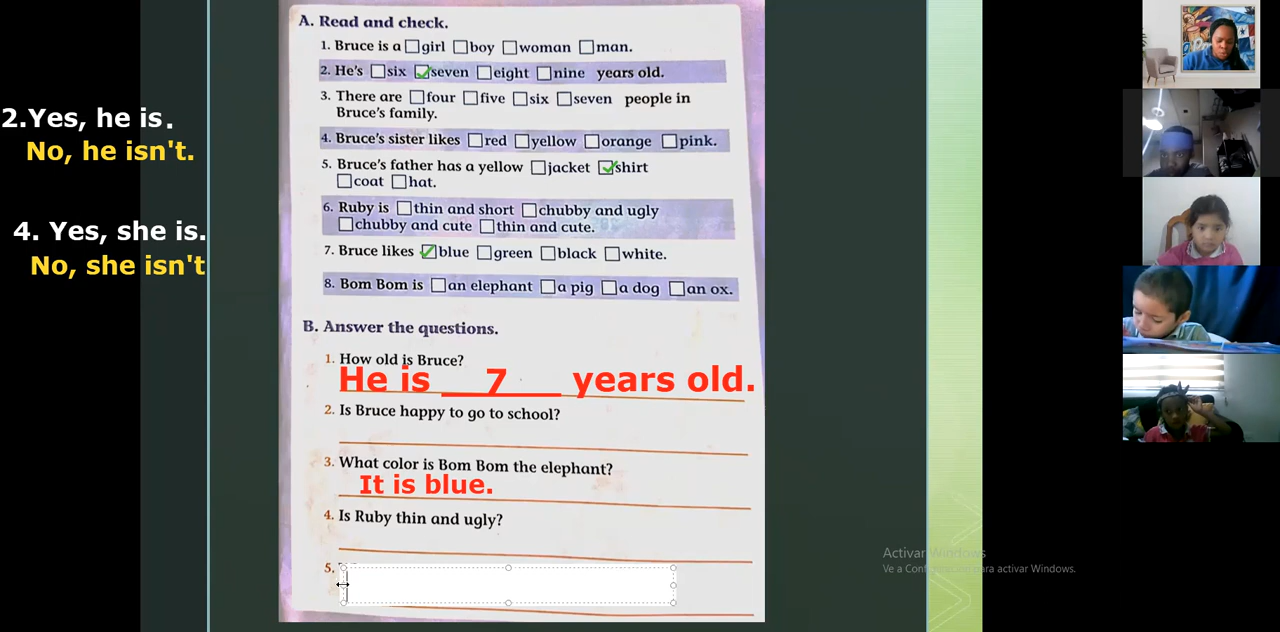 A. Read and check.
1. Bruce is a girl boy woman man.
2. He's six seven eight nine years old.
3. There are four five six seven people in
Bruce's family.
4. Bruce's sister likes red yellow orange pink.
5. Bruce's father has a yellow jacket shirt
coat hat.
6. Ruby is thin and short chubby and ugly
chubby and cute thin and cute.
7. Bruce likes blue green black white.
8. Bom Bom is an elephant a pig a dog an ox.
B. Answer the questions.
1. How old is Bruce?
He is 7 years old.
2. Is Bruce happy to go to school?
3. What color is Bom Bom the elephant?
It is blue.
4. Is Ruby thin and ugly?
5.
2.Yes, he is.
No, he isn't.
4. Yes, she is.
No, she isn't
Activar Windows